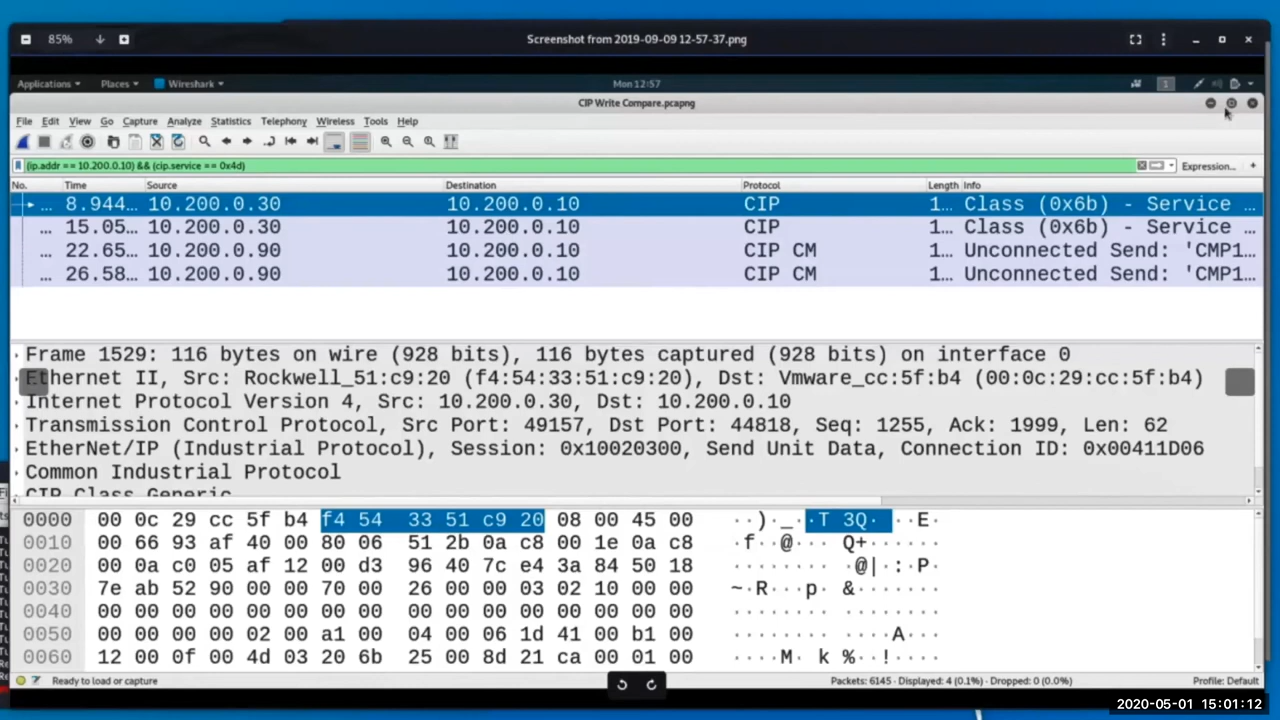 85%
Screenshot from 2019-09-09 12-57-37.png
Applications Places Wireshark Mon 12:57 1
CIP Write Compare.pcapng
File Edit View Go Capture Analyze Statistics Telephony Wireless Tools Help
(ip.addr == 10.200.0.10) && (cip.service == 0x4d) Expression... +
No. Time Source Destination Protocol Length Info
... 8.944... 10.200.0.30 10.200.0.10 CIP 1... Class (0x6b) - Service ...
... 15.05... 10.200.0.30 10.200.0.10 CIP 1... Class (0x6b) - Service ...
... 22.65... 10.200.0.90 10.200.0.10 CIP CM 1... Unconnected Send: 'CMP1...
... 26.58... 10.200.0.90 10.200.0.10 CIP CM 1... Unconnected Send: 'CMP1...
Frame 1529: 116 bytes on wire (928 bits), 116 bytes captured (928 bits) on interface 0
Ethernet II, Src: Rockwell_51:c9:20 (f4:54:33:51:c9:20), Dst: Vmware_cc:5f:b4 (00:0c:29:cc:5f:b4)
Internet Protocol Version 4, Src: 10.200.0.30, Dst: 10.200.0.10
Transmission Control Protocol, Src Port: 49157, Dst Port: 44818, Seq: 1255, Ack: 1999, Len: 62
EtherNet/IP (Industrial Protocol), Session: 0x10020300, Send Unit Data, Connection ID: 0x00411D06
Common Industrial Protocol
CIP Class Generic
0000 00 0c 29 cc 5f b4 f4 54 33 51 c9 20 08 00 45 00 ··)·_··T 3Q· ··E·
0010 00 66 93 af 40 00 80 06 51 2b 0a c8 00 1e 0a c8 ·f··@··· Q+······
0020 00 0a c0 05 af 12 00 d3 96 40 7c e4 3a 84 50 18 ········ ·@|·:·P·
0030 7e ab 52 90 00 00 70 00 26 00 00 03 02 10 00 00 ~·R···p· &·······
0040 00 00 00 00 00 00 00 00 00 00 00 00 00 00 00 00 ········ ········
0050 00 00 00 00 02 00 a1 00 04 00 06 1d 41 00 b1 00 ········ ····A···
0060 12 00 0f 00 4d 03 20 6b 25 00 8d 21 ca 00 01 00 ····M· k %··!····
Ready to load or capture Packets: 6145 · Displayed: 4 (0.1%) · Dropped: 0 (0.0%) Profile: Default
2020-05-01 15:01:12